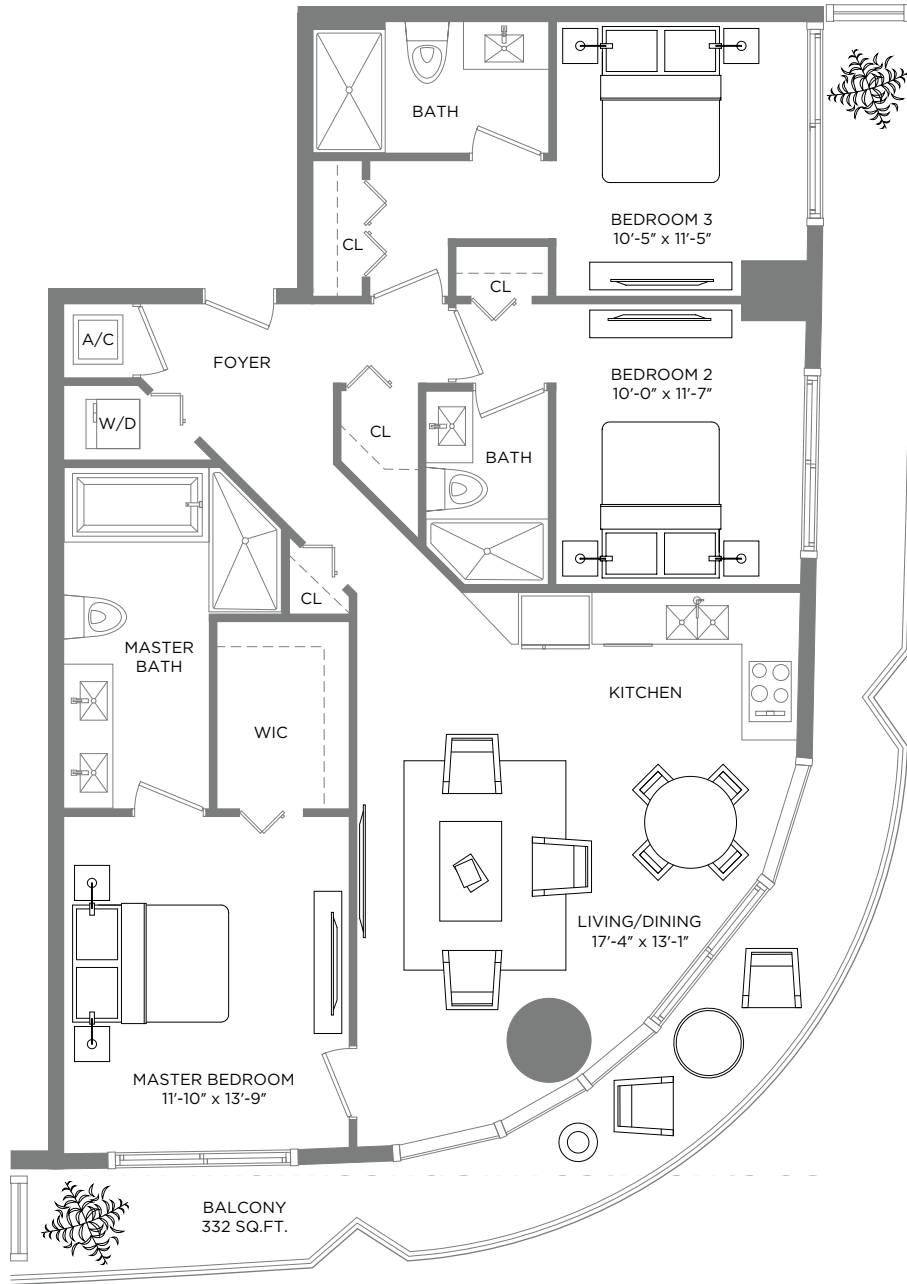 BATH
BEDROOM 3
10'-5" x 11'-5"
CL
CL
A/C
FOYER
BEDROOM 2
10'-0" x 11'-7"
W/D
CL
BATH
CL
MASTER
BATH
KITCHEN
WIC
LIVING/DINING
17'-4" x 13'-1"
MASTER BEDROOM
11'-10" x 13'-9"
BALCONY
332 SQ.FT.